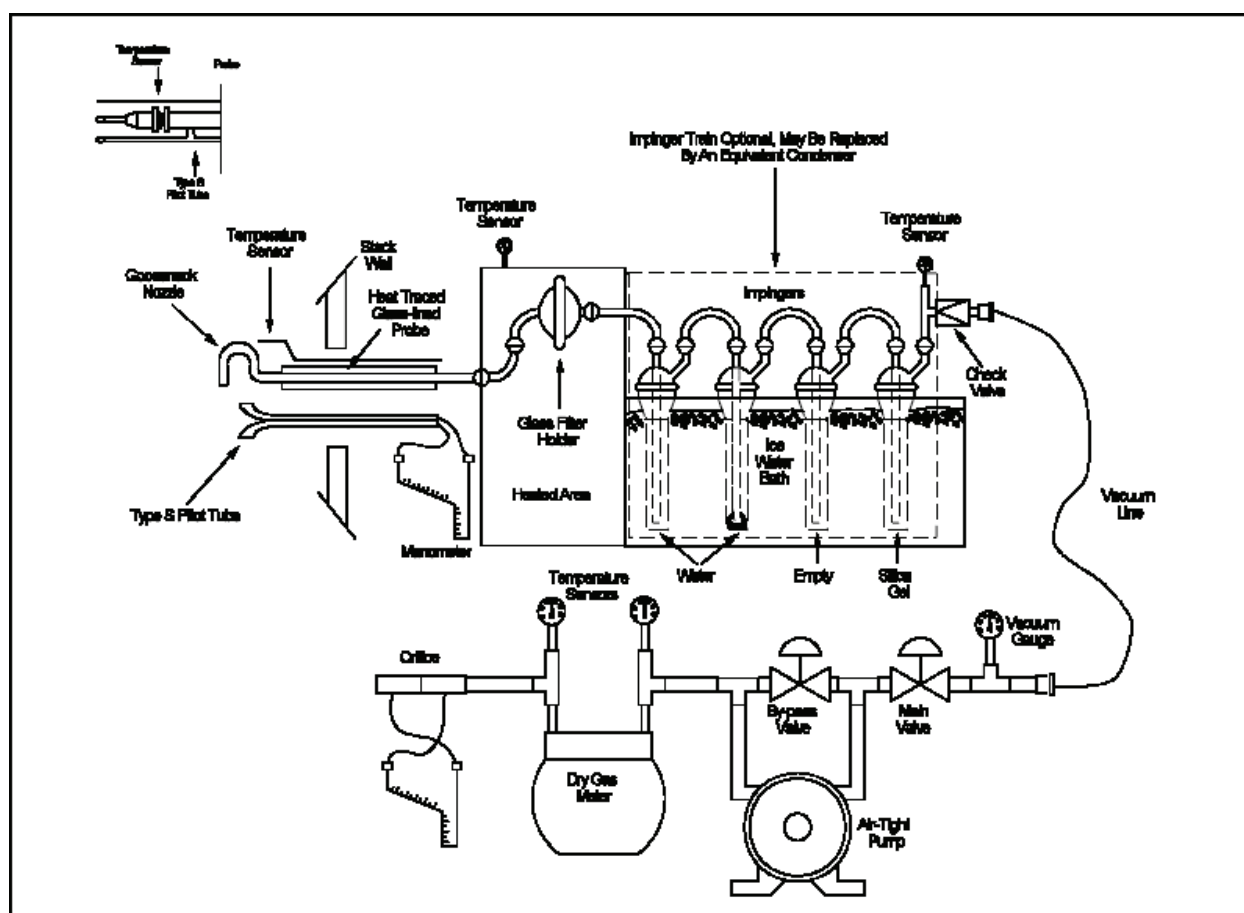 Temperature
Sensor
Probe
Type S
Pilot Tube
Impinger Train Optional, May Be Replaced
By An Equivalent Condenser
Temperature
Sensor
Temperature
Sensor
Temperature
Sensor
Stack
Wall
Gooseneck
Nozzle
Heat Traced
Glass-lined
Probe
Impingers
Check
Valve
Glass Filter
Holder
Ice
Water
Bath
Heated Area
Type S Pilot Tube
Manometer
Vacuum
Line
Water
Empty
Silica
Gel
Temperature
Sensors
Vacuum
Gauge
Orifice
By-pass
Valve
Main
Valve
Dry Gas
Meter
Air-Tight
Pump